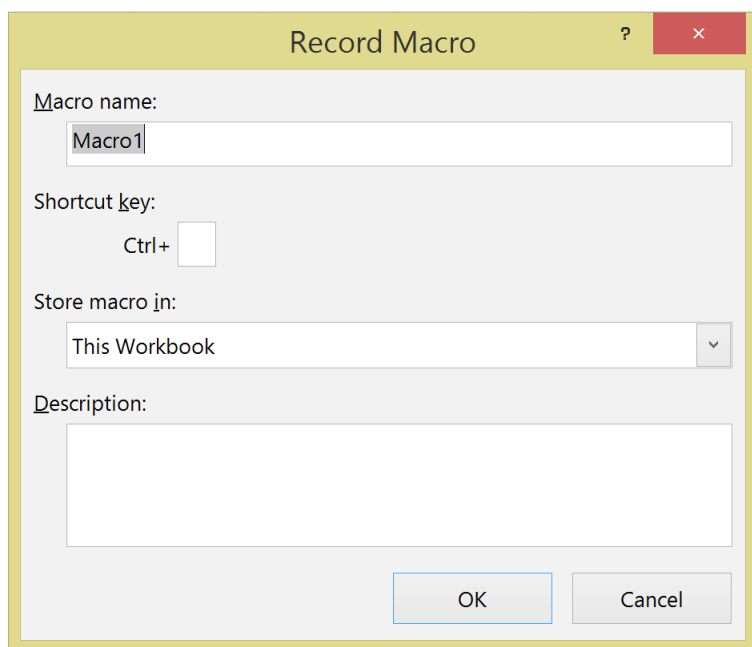 Record Macro
?
Macro name:
Macro1
Shortcut key:
Ctrl+
Store macro in:
This Workbook
Description:
OK Cancel